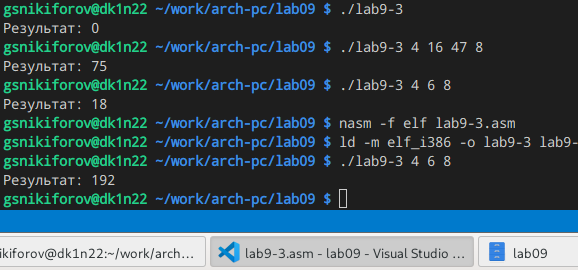 gsnikiforov@dk1n22 ~/work/arch-pc/lab09 $ ./lab9-3
Результат: 0
gsnikiforov@dk1n22 ~/work/arch-pc/lab09 $ ./lab9-3 4 16 47 8
Результат: 75
gsnikiforov@dk1n22 ~/work/arch-pc/lab09 $ ./lab9-3 4 6 8
Результат: 18
gsnikiforov@dk1n22 ~/work/arch-pc/lab09 $ nasm -f elf lab9-3.asm
gsnikiforov@dk1n22 ~/work/arch-pc/lab09 $ ld -m elf_i386 -o lab9-3 lab9-
gsnikiforov@dk1n22 ~/work/arch-pc/lab09 $ ./lab9-3 4 6 8
Результат: 192
gsnikiforov@dk1n22 ~/work/arch-pc/lab09 $
ikiforov@dk1n22:~/work/arch... lab9-3.asm - lab09 - Visual Studio ... lab09